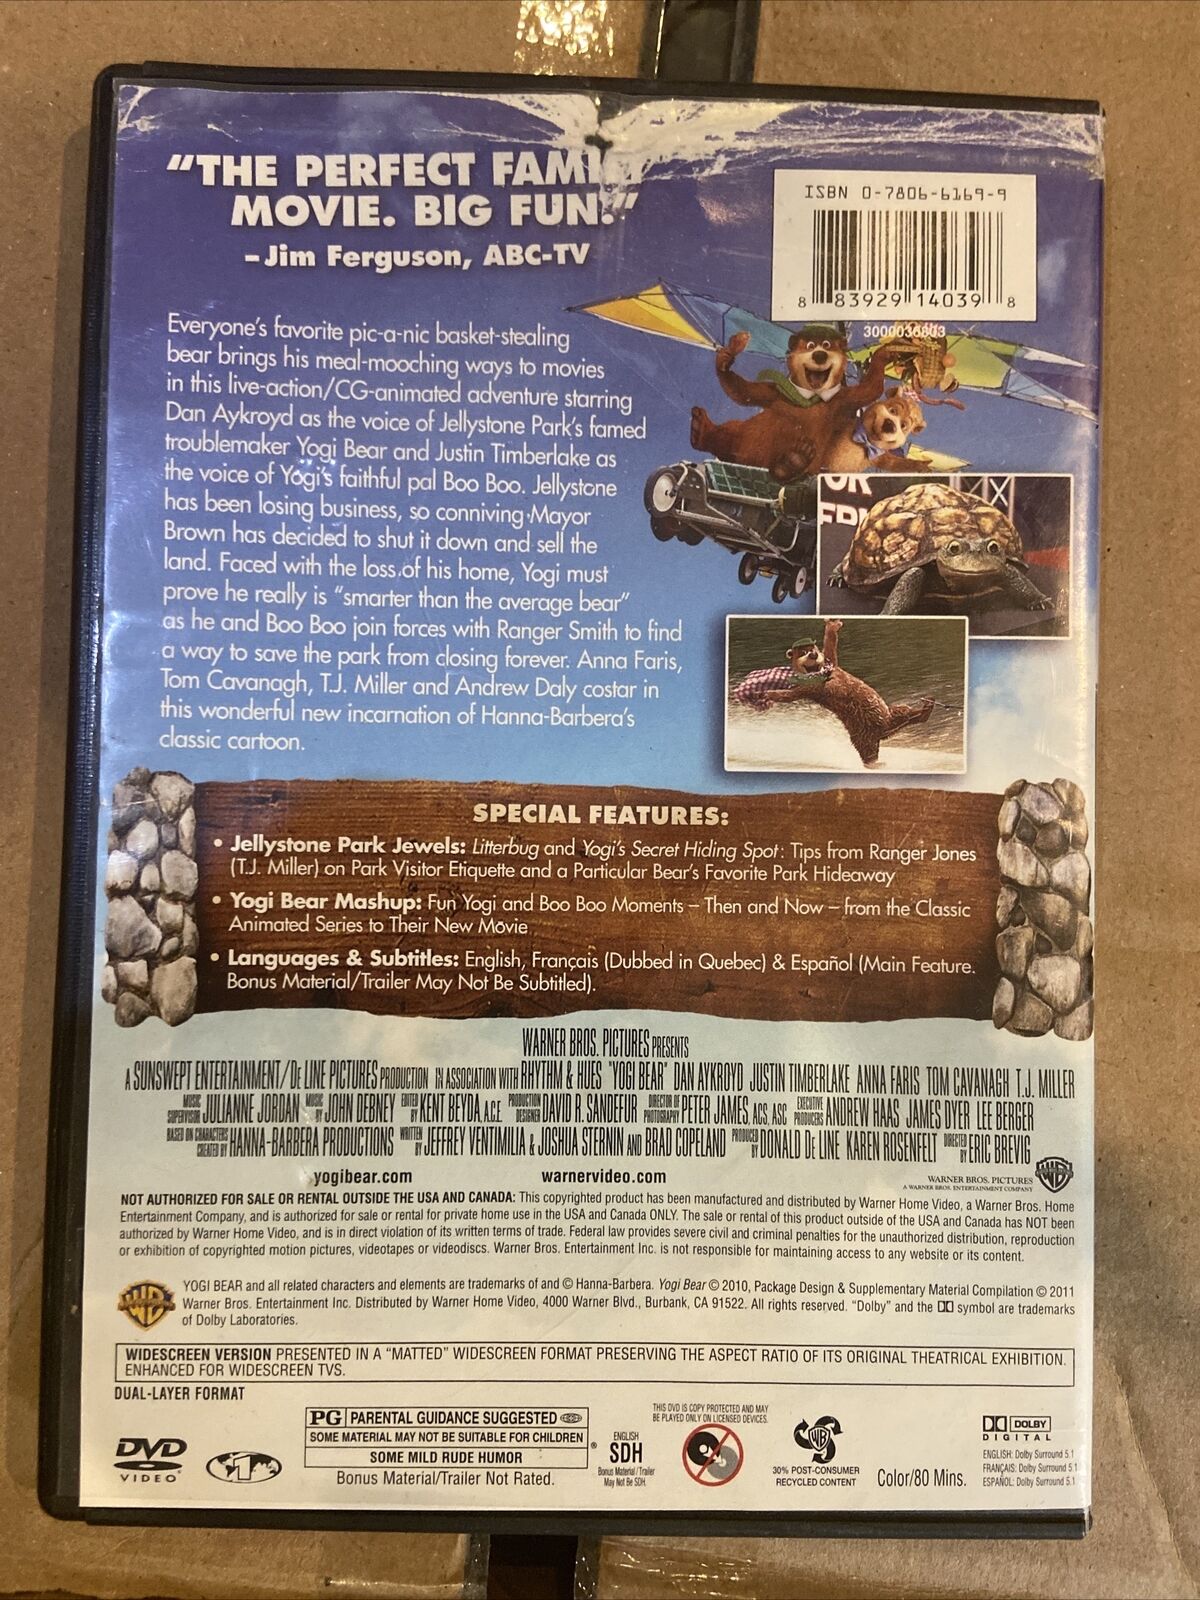 "THE PERFECT FAMILY
MOVIE. BIG FUN."
–Jim Ferguson, ABC-TV
ISBN 0-7806-6169-9
8 83929 14039 8
3000036803
Everyone's favorite pic-a-nic basket-stealing
bear brings his meal-mooching ways to movies
in this live-action/CG-animated adventure starring
Dan Aykroyd as the voice of Jellystone Park's famed
troublemaker Yogi Bear and Justin Timberlake as
the voice of Yogi's faithful pal Boo Boo. Jellystone
has been losing business, so conniving Mayor
Brown has decided to shut it down and sell the
land. Faced with the loss of his home, Yogi must
prove he really is "smarter than the average bear"
as he and Boo Boo join forces with Ranger Smith to find
a way to save the park from closing forever. Anna Faris,
Tom Cavanagh, T.J. Miller and Andrew Daly costar in
this wonderful new incarnation of Hanna-Barbera's
classic cartoon.
SPECIAL FEATURES:
• Jellystone Park Jewels: Litterbug and Yogi's Secret Hiding Spot: Tips from Ranger Jones
(T.J. Miller) on Park Visitor Etiquette and a Particular Bear's Favorite Park Hideaway
• Yogi Bear Mashup: Fun Yogi and Boo Boo Moments – Then and Now – from the Classic
Animated Series to Their New Movie
• Languages & Subtitles: English, Français (Dubbed in Quebec) & Español (Main Feature.
Bonus Material/Trailer May Not Be Subtitled).
WARNER BROS. PICTURES PRESENTS
A SUNSWEPT ENTERTAINMENT/DE LINE PICTURES PRODUCTION IN ASSOCIATION WITH RHYTHM & HUES "YOGI BEAR" DAN AYKROYD JUSTIN TIMBERLAKE ANNA FARIS TOM CAVANAGH T.J. MILLER
MUSIC SUPERVISION JULIANNE JORDAN MUSIC BY JOHN DEBNEY EDITED BY KENT BEYDA, A.C.E. PRODUCTION DESIGNER DAVID R. SANDEFUR DIRECTOR OF PHOTOGRAPHY PETER JAMES, ACS, ASC EXECUTIVE PRODUCERS ANDREW HAAS JAMES DYER LEE BERGER
BASED ON CHARACTERS CREATED BY HANNA-BARBERA PRODUCTIONS WRITTEN BY JEFFREY VENTIMILIA & JOSHUA STERNIN AND BRAD COPELAND PRODUCED BY DONALD DE LINE KAREN ROSENFELT DIRECTED BY ERIC BREVIG
yogibear.com warnervideo.com
WARNER BROS. PICTURES
A WARNER BROS. ENTERTAINMENT COMPANY
NOT AUTHORIZED FOR SALE OR RENTAL OUTSIDE THE USA AND CANADA: This copyrighted product has been manufactured and distributed by Warner Home Video, a Warner Bros. Home
Entertainment Company, and is authorized for sale or rental for private home use in the USA and Canada ONLY. The sale or rental of this product outside of the USA and Canada has NOT been
authorized by Warner Home Video, and is in direct violation of its written terms of trade. Federal law provides severe civil and criminal penalties for the unauthorized distribution, reproduction
or exhibition of copyrighted motion pictures, videotapes or videodiscs. Warner Bros. Entertainment Inc. is not responsible for maintaining access to any website or its content.
YOGI BEAR and all related characters and elements are trademarks of and © Hanna-Barbera. Yogi Bear © 2010, Package Design & Supplementary Material Compilation © 2011
Warner Bros. Entertainment Inc. Distributed by Warner Home Video, 4000 Warner Blvd., Burbank, CA 91522. All rights reserved. "Dolby" and the DD symbol are trademarks
of Dolby Laboratories.
WIDESCREEN VERSION PRESENTED IN A "MATTED" WIDESCREEN FORMAT PRESERVING THE ASPECT RATIO OF ITS ORIGINAL THEATRICAL EXHIBITION.
ENHANCED FOR WIDESCREEN TVS.
DUAL-LAYER FORMAT
DVD
VIDEO
1
PG PARENTAL GUIDANCE SUGGESTED
SOME MATERIAL MAY NOT BE SUITABLE FOR CHILDREN ®
SOME MILD RUDE HUMOR
Bonus Material/Trailer Not Rated.
ENGLISH
SDH
Bonus Material/Trailer
May Not Be SDH.
THIS DVD IS COPY PROTECTED AND MAY
BE PLAYED ONLY ON LICENSED DEVICES.
WB
30% POST-CONSUMER
RECYCLED CONTENT
Color/80 Mins.
DOLBY
DIGITAL
ENGLISH: Dolby Surround 5.1
FRANÇAIS: Dolby Surround 5.1
ESPAÑOL: Dolby Surround 5.1